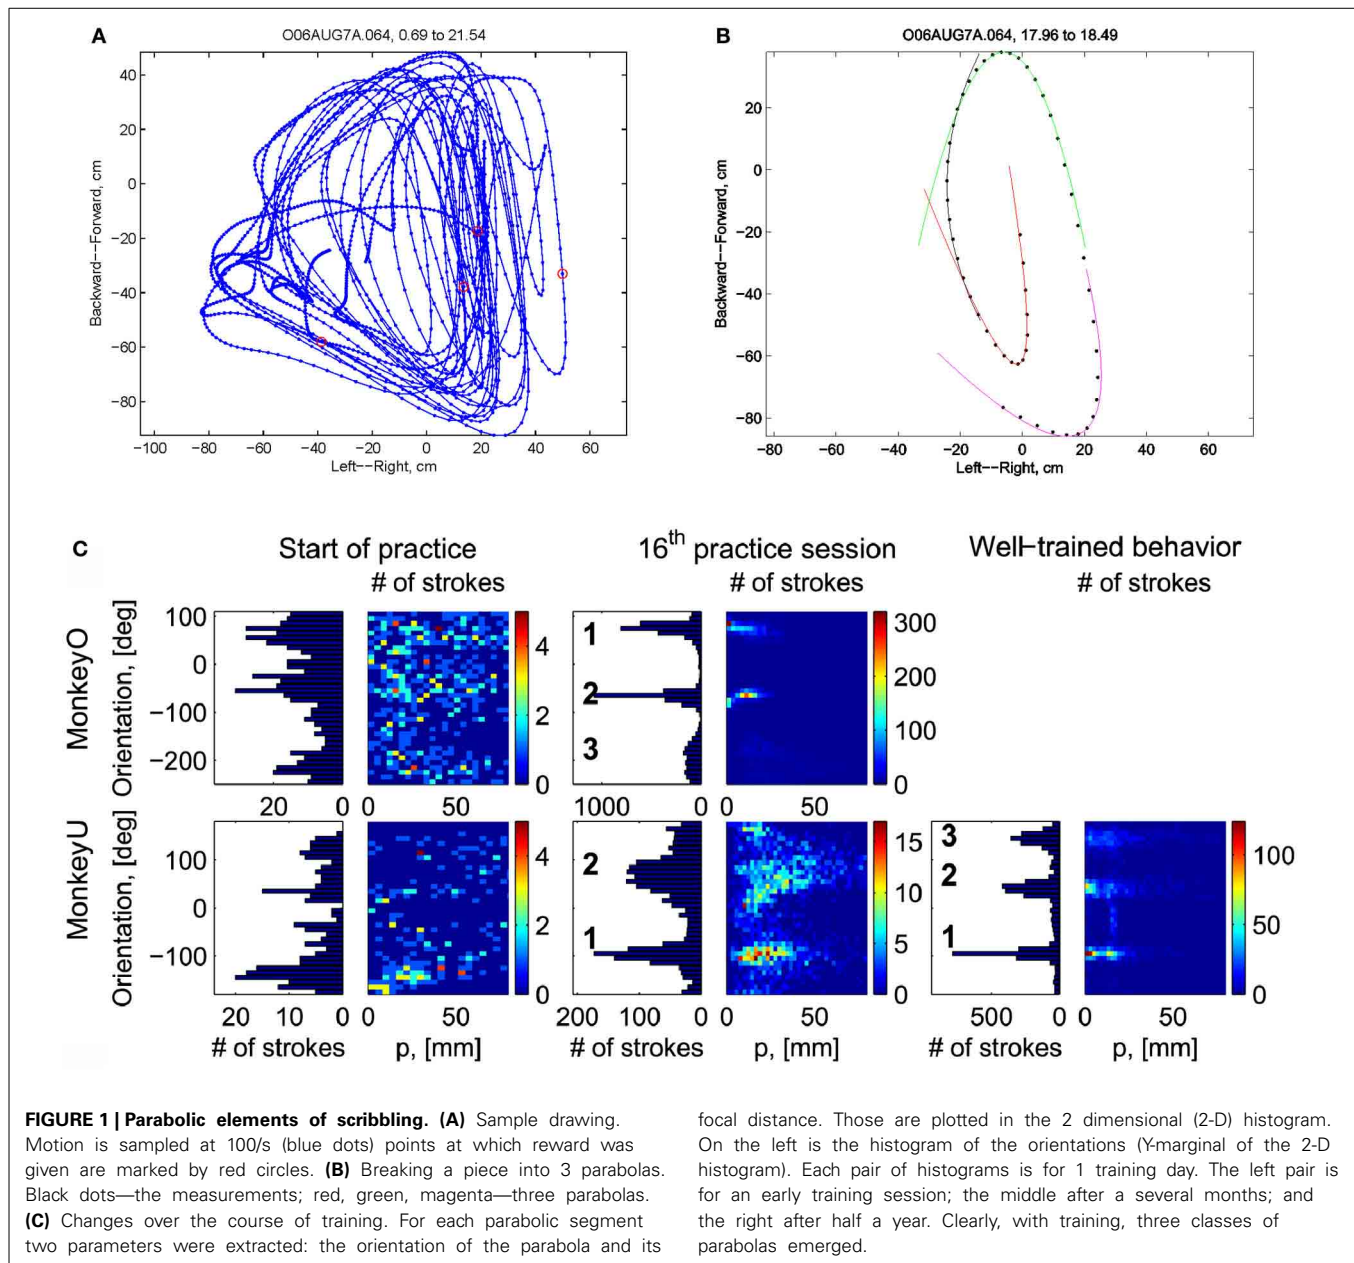 A
O06AUG7A.064, 0.69 to 21.54
40
20
0
−20
−40
−60
−80
Backward−−Forward, cm
−100 −80 −60 −40 −20 0 20 40 60
Left−−Right, cm
B
O06AUG7A.064, 17.96 to 18.49
20
0
−20
−40
−60
−80
Backward−−Forward, cm
−80 −60 −40 −20 0 20 40 60
Left−−Right, cm
C
Start of practice
16th practice session
Well−trained behavior
# of strokes
# of strokes
# of strokes
MonkeyO
Orientation, [deg]
100
0
−100
−200
20 0
0 50
4
2
0
1
2
3
1000 0
0 50
300
200
100
0
MonkeyU
Orientation, [deg]
100
0
−100
20 10 0
# of strokes
0 50
p, [mm]
4
2
0
2
1
200 100 0
# of strokes
0 50
p, [mm]
15
10
5
0
3
2
1
500 0
# of strokes
0 50
p, [mm]
100
50
0
FIGURE 1 | Parabolic elements of scribbling. (A) Sample drawing.
Motion is sampled at 100/s (blue dots) points at which reward was
given are marked by red circles. (B) Breaking a piece into 3 parabolas.
Black dots—the measurements; red, green, magenta—three parabolas.
(C) Changes over the course of training. For each parabolic segment
two parameters were extracted: the orientation of the parabola and its
focal distance. Those are plotted in the 2 dimensional (2-D) histogram.
On the left is the histogram of the orientations (Y-marginal of the 2-D
histogram). Each pair of histograms is for 1 training day. The left pair is
for an early training session; the middle after a several months; and
the right after half a year. Clearly, with training, three classes of
parabolas emerged.